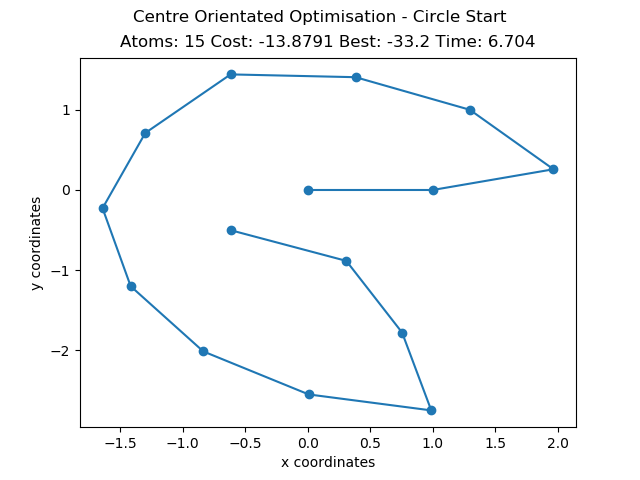 Centre Orientated Optimisation - Circle Start
Atoms: 15 Cost: -13.8791 Best: -33.2 Time: 6.704
1
0
−1
−2
y coordinates
−1.5 −1.0 −0.5 0.0 0.5 1.0 1.5 2.0
x coordinates